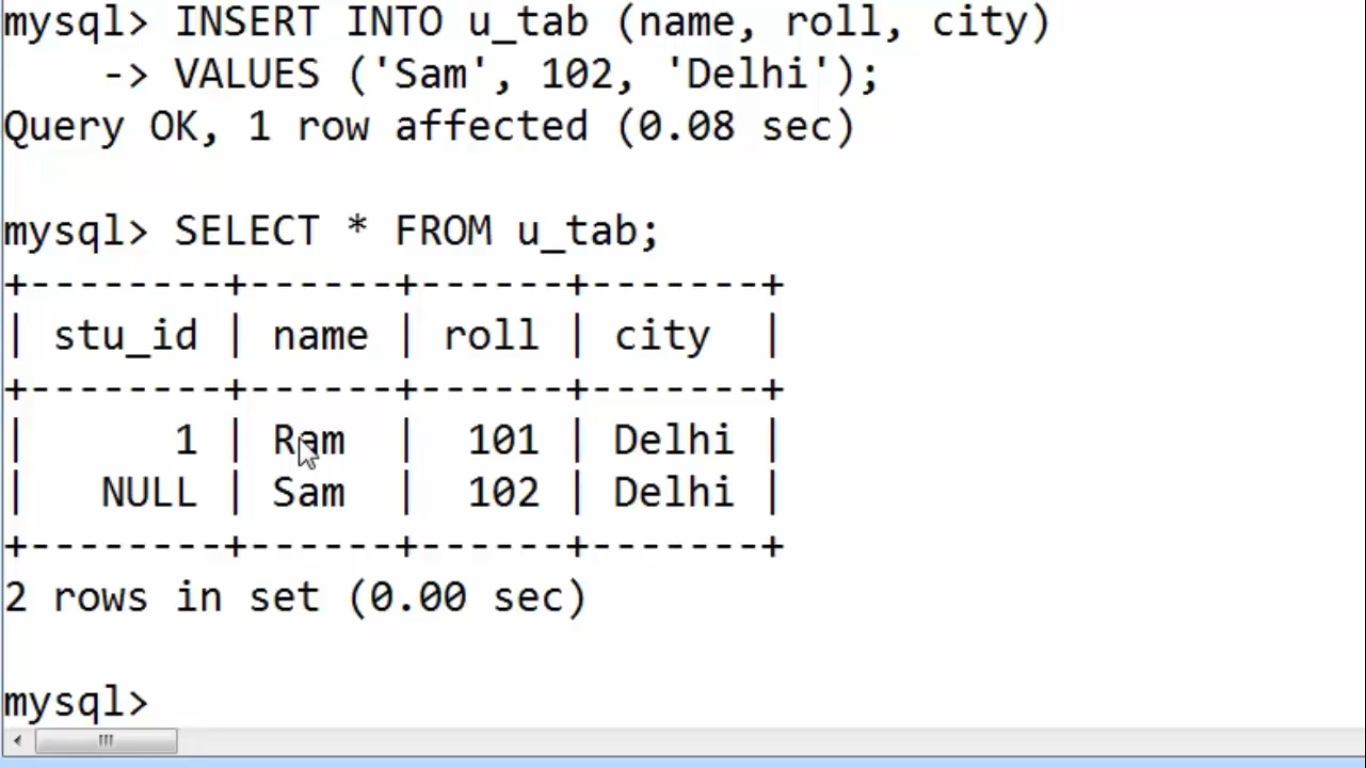 mysql> INSERT INTO u_tab (name, roll, city)
    -> VALUES ('Sam', 102, 'Delhi');
Query OK, 1 row affected (0.08 sec)

mysql> SELECT * FROM u_tab;
+--------+------+------+-------+
| stu_id | name | roll | city  |
+--------+------+------+-------+
|      1 | Ram  |  101 | Delhi |
|   NULL | Sam  |  102 | Delhi |
+--------+------+------+-------+
2 rows in set (0.00 sec)

mysql>